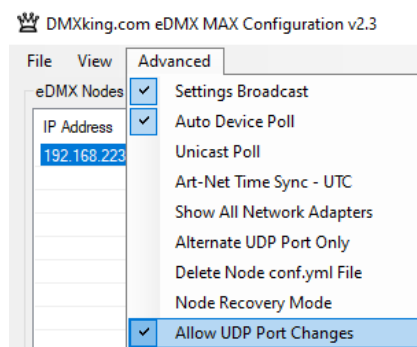 DMXking.com eDMX MAX Configuration v2.3
File View Advanced
eDMX Nodes
IP Address
192.168.223
Settings Broadcast
Auto Device Poll
Unicast Poll
Art-Net Time Sync - UTC
Show All Network Adapters
Alternate UDP Port Only
Delete Node conf.yml File
Node Recovery Mode
Allow UDP Port Changes